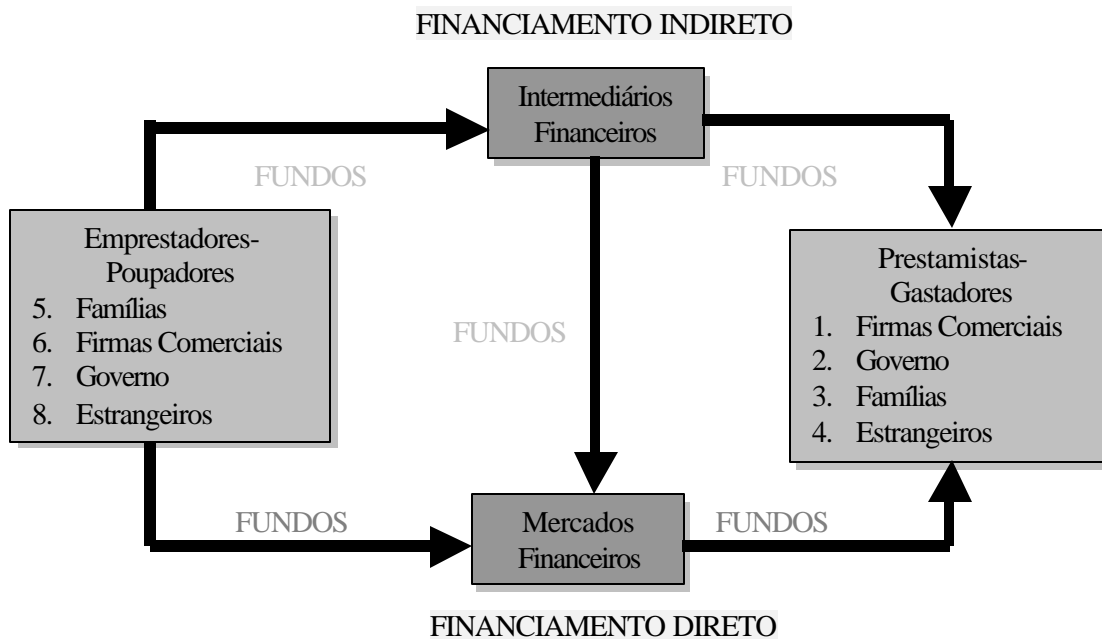 FINANCIAMENTO INDIRETO
Intermediários
Financeiros
FUNDOS
FUNDOS
Emprestadores-
Poupadores
5. Famílias
6. Firmas Comerciais
7. Governo
8. Estrangeiros
FUNDOS
Prestamistas-
Gastadores
1. Firmas Comerciais
2. Governo
3. Famílias
4. Estrangeiros
FUNDOS
Mercados
Financeiros
FUNDOS
FINANCIAMENTO DIRETO